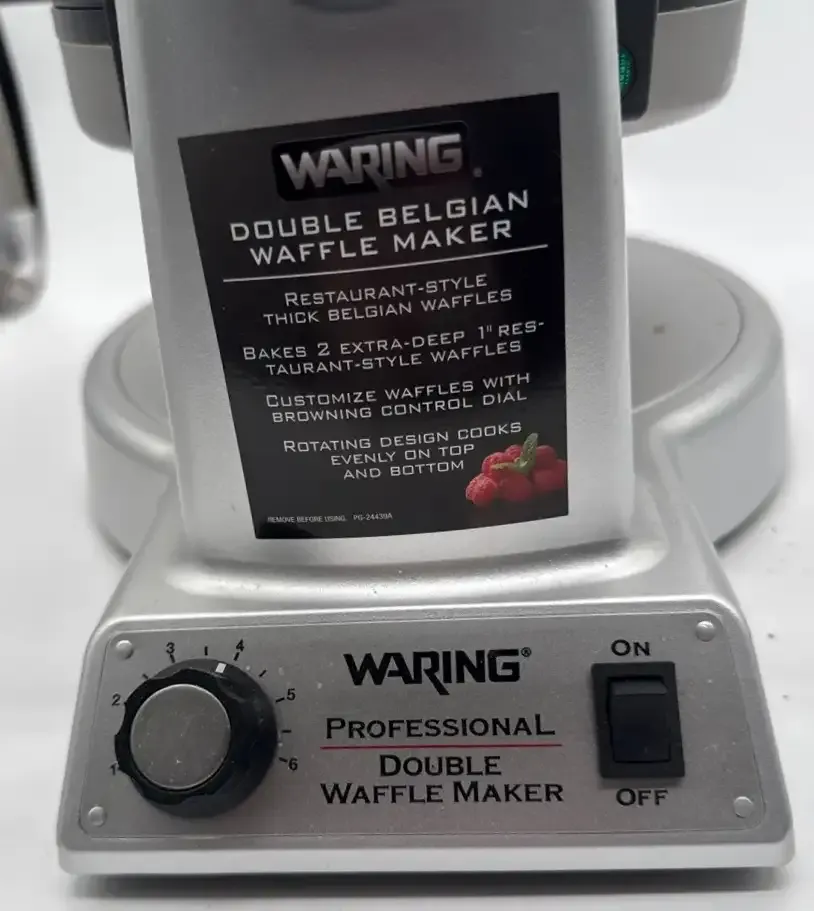 WARING
DOUBLE BELGIAN
WAFFLE MAKER
RESTAURANT-STYLE
THICK BELGIAN WAFFLES
BAKES 2 EXTRA-DEEP 1" RES-
TAURANT-STYLE WAFFLES
CUSTOMIZE WAFFLES WITH
BROWNING CONTROL DIAL
ROTATING DESIGN COOKS
EVENLY ON TOP
AND BOTTOM
REMOVE BEFORE USING. PG-24439A
1
2
3
4
5
6
WARING®
PROFESSIONAL
DOUBLE
WAFFLE MAKER
ON
OFF